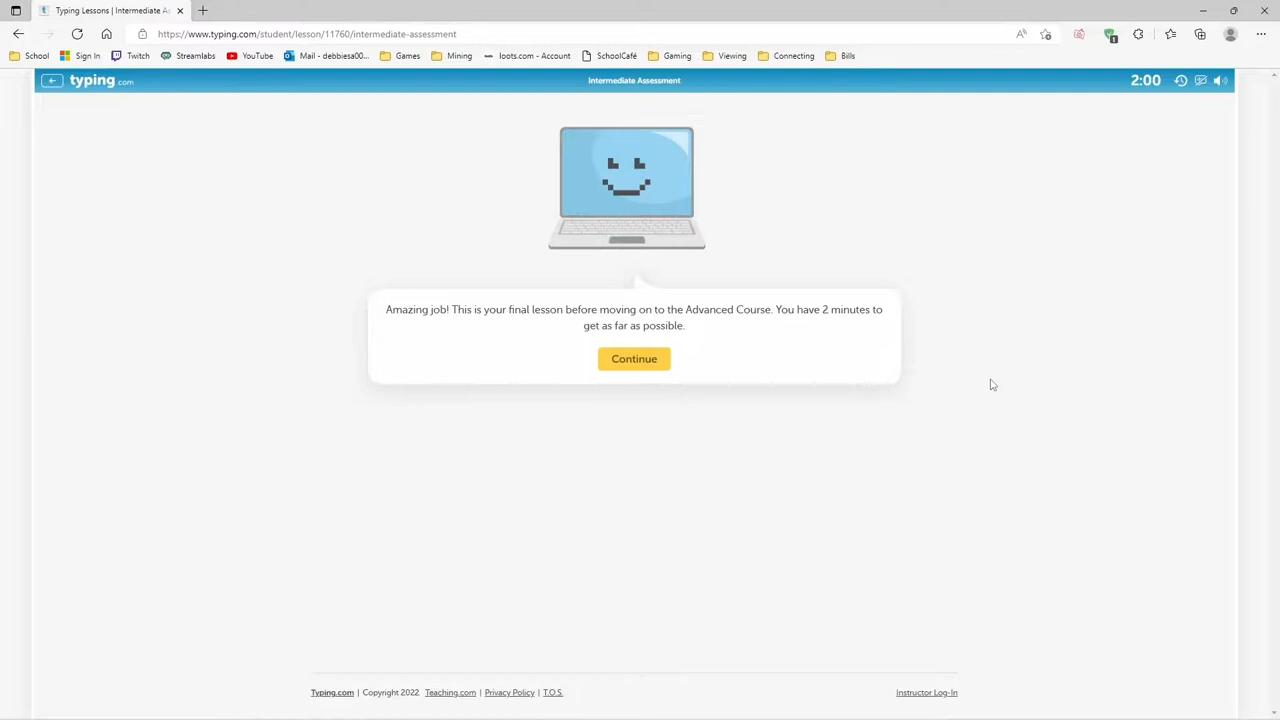 Typing Lessons | Intermediate As
https://www.typing.com/student/lesson/11760/intermediate-assessment
School Sign In Twitch Streamlabs YouTube Mail - debbiesa00... Games Mining loots.com - Account SchoolCafé Gaming Viewing Connecting Bills
typing.com Intermediate Assessment 2:00
Amazing job! This is your final lesson before moving on to the Advanced Course. You have 2 minutes to
get as far as possible.
Continue
Typing.com | Copyright 2022 Teaching.com | Privacy Policy | T.O.S. Instructor Log-In